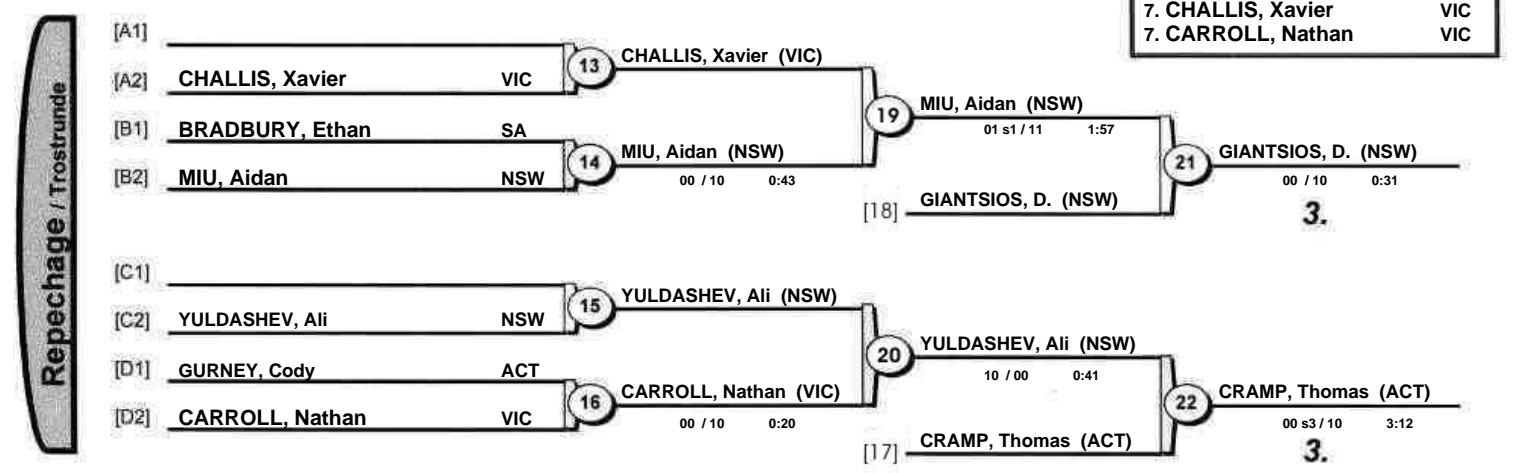 7. CHALLIS, Xavier VIC
7. CARROLL, Nathan VIC
Repechage / Trostrunde
[A1]
[A2] CHALLIS, Xavier VIC
13
CHALLIS, Xavier (VIC)
[B1] BRADBURY, Ethan SA
[B2] MIU, Aidan NSW
14
MIU, Aidan (NSW)
00 / 10 0:43
19
MIU, Aidan (NSW)
01 s1 / 11 1:57
[18] GIANTSIOS, D. (NSW)
21
GIANTSIOS, D. (NSW)
00 / 10 0:31
3.
[C1]
[C2] YULDASHEV, Ali NSW
15
YULDASHEV, Ali (NSW)
[D1] GURNEY, Cody ACT
[D2] CARROLL, Nathan VIC
16
CARROLL, Nathan (VIC)
00 / 10 0:20
20
YULDASHEV, Ali (NSW)
10 / 00 0:41
[17] CRAMP, Thomas (ACT)
22
CRAMP, Thomas (ACT)
00 s3 / 10 3:12
3.